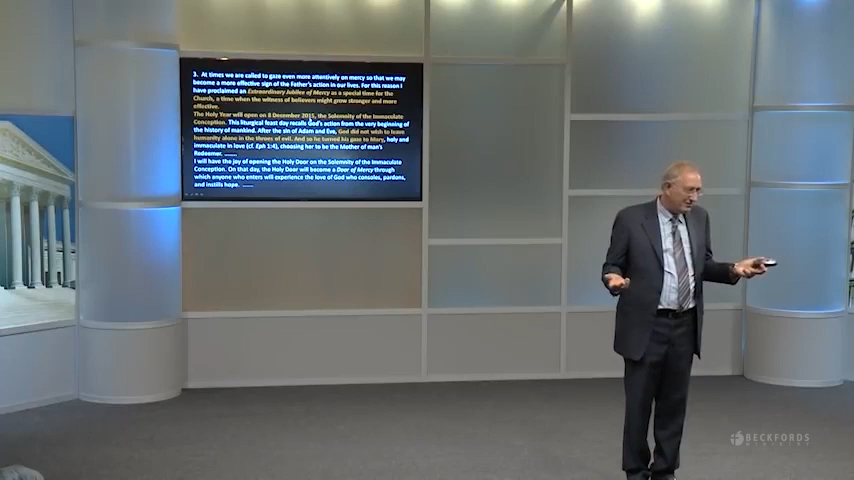 3. At times we are called to gaze even more attentively on mercy so that we may
become a more effective sign of the Father's action in our lives. For this reason I
have proclaimed an Extraordinary Jubilee of Mercy as a special time for the
Church, a time when the witness of believers might grow stronger and more
effective.
The Holy Year will open on 8 December 2015, the Solemnity of the Immaculate
Conception. This liturgical feast day recalls God's action from the very beginning of
the history of mankind. After the sin of Adam and Eve, God did not wish to leave
humanity alone in the throes of evil. And so he turned his gaze to Mary, holy and
immaculate in love (cf. Eph 1:4), choosing her to be the Mother of man's
Redeemer. ......
I will have the joy of opening the Holy Door on the Solemnity of the Immaculate
Conception. On that day, the Holy Door will become a Door of Mercy through
which anyone who enters will experience the love of God who consoles, pardons,
and instills hope. ......
BECKFORDS
MINISTRY